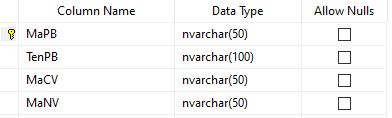 Column Name Data Type Allow Nulls
MaPB nvarchar(50)
TenPB nvarchar(100)
MaCV nvarchar(50)
MaNV nvarchar(50)